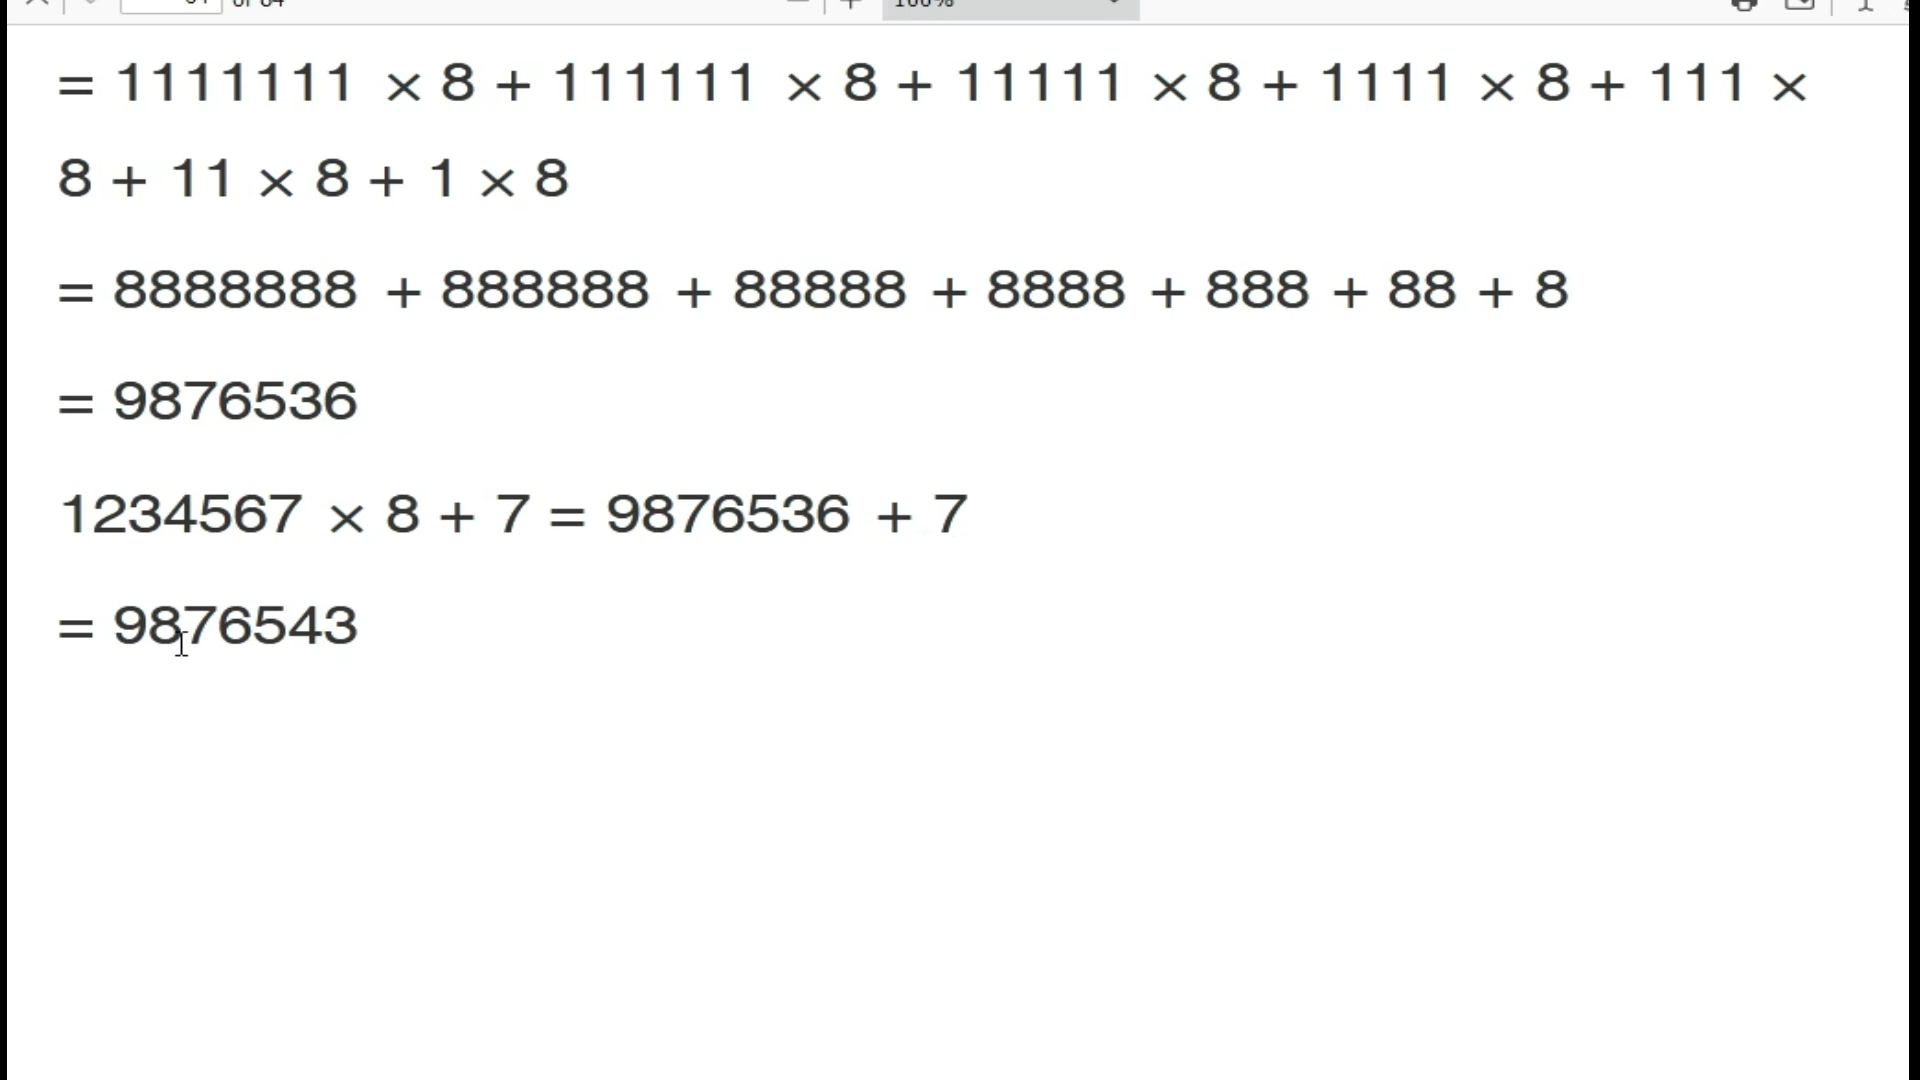 100%
= 1111111 × 8 + 111111 × 8 + 11111 × 8 + 1111 × 8 + 111 ×
8 + 11 × 8 + 1 × 8
= 8888888 + 888888 + 88888 + 8888 + 888 + 88 + 8
= 9876536
1234567 × 8 + 7 = 9876536 + 7
= 9876543